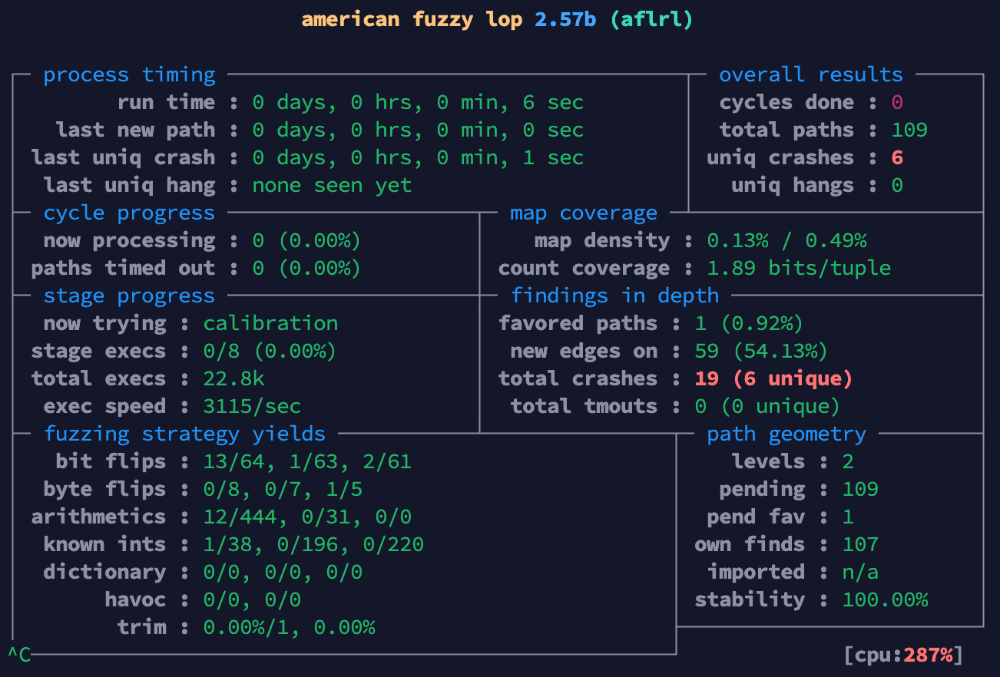 american fuzzy lop 2.57b (aflrl)
process timing overall results
run time : 0 days, 0 hrs, 0 min, 6 sec cycles done : 0
last new path : 0 days, 0 hrs, 0 min, 0 sec total paths : 109
last uniq crash : 0 days, 0 hrs, 0 min, 1 sec uniq crashes : 6
last uniq hang : none seen yet uniq hangs : 0
cycle progress map coverage
now processing : 0 (0.00%) map density : 0.13% / 0.49%
paths timed out : 0 (0.00%) count coverage : 1.89 bits/tuple
stage progress findings in depth
now trying : calibration favored paths : 1 (0.92%)
stage execs : 0/8 (0.00%) new edges on : 59 (54.13%)
total execs : 22.8k total crashes : 19 (6 unique)
exec speed : 3115/sec total tmouts : 0 (0 unique)
fuzzing strategy yields path geometry
bit flips : 13/64, 1/63, 2/61 levels : 2
byte flips : 0/8, 0/7, 1/5 pending : 109
arithmetics : 12/444, 0/31, 0/0 pend fav : 1
known ints : 1/38, 0/196, 0/220 own finds : 107
dictionary : 0/0, 0/0, 0/0 imported : n/a
havoc : 0/0, 0/0 stability : 100.00%
trim : 0.00%/1, 0.00%
^C [cpu:287%]